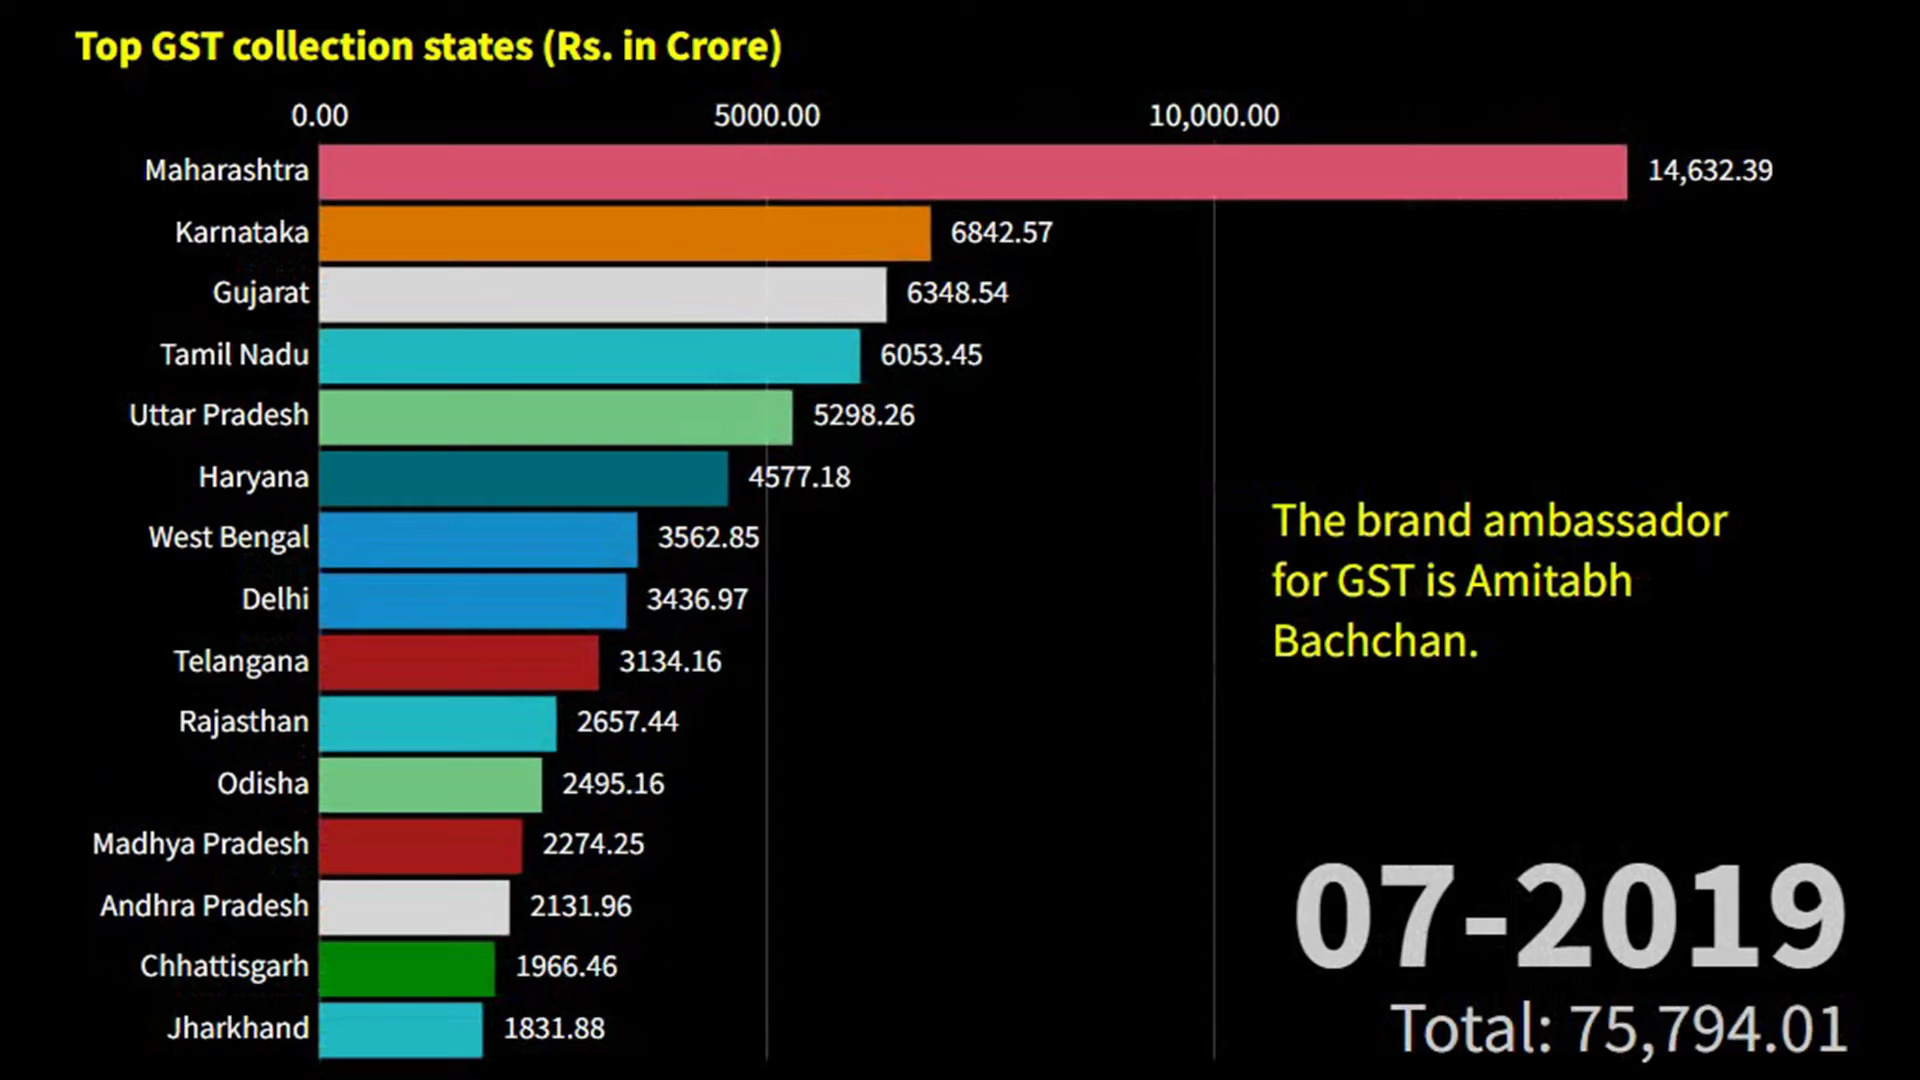 Top GST collection states (Rs. in Crore)
0.00 5000.00 10,000.00
Maharashtra 14,632.39
Karnataka 6842.57
Gujarat 6348.54
Tamil Nadu 6053.45
Uttar Pradesh 5298.26
Haryana 4577.18
West Bengal 3562.85
Delhi 3436.97
Telangana 3134.16
Rajasthan 2657.44
Odisha 2495.16
Madhya Pradesh 2274.25
Andhra Pradesh 2131.96
Chhattisgarh 1966.46
Jharkhand 1831.88
The brand ambassador
for GST is Amitabh
Bachchan.
07-2019
Total: 75,794.01